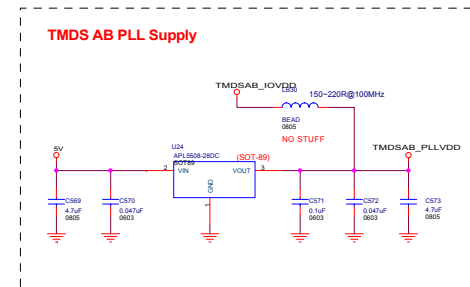 TMDS AB PLL Supply
TMDSAB_IOVDD
LB30
150~220R@100MHz
BEAD
0805
NO STUFF
TMDSAB_PLLVDD
5V
U24
APL5508-28DC
(SOT-89)
SOT89
2
VIN
VOUT
3
GND
1
C569
4.7uF
0805
C570
0.047uF
0603
C571
0.1uF
0603
C572
0.047uF
0603
C573
4.7uF
0805